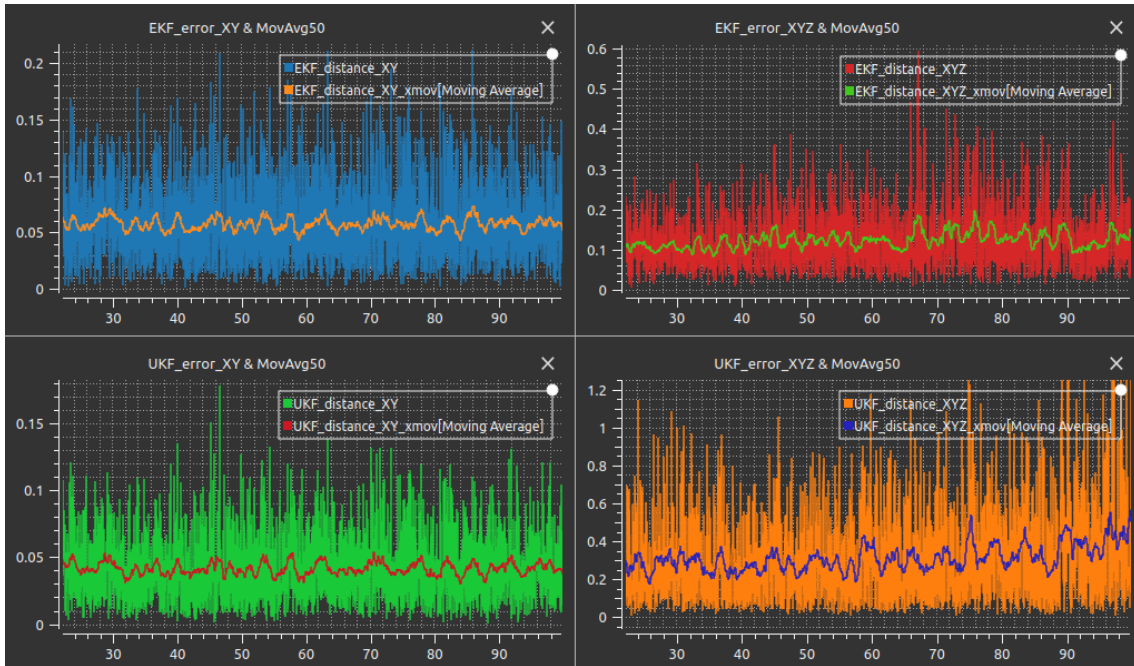 EKF_error_XY & MovAvg50
EKF_distance_XY
EKF_distance_XY_xmov[Moving Average]
0.2
0.15
0.1
0.05
0
30 40 50 60 70 80 90
EKF_error_XYZ & MovAvg50
EKF_distance_XYZ
EKF_distance_XYZ_xmov[Moving Average]
0.6
0.5
0.4
0.3
0.2
0.1
0
30 40 50 60 70 80 90
UKF_error_XY & MovAvg50
UKF_distance_XY
UKF_distance_XY_xmov[Moving Average]
0.15
0.1
0.05
0
30 40 50 60 70 80 90
UKF_error_XYZ & MovAvg50
UKF_distance_XYZ
UKF_distance_XYZ_xmov[Moving Average]
1.2
1
0.8
0.6
0.4
0.2
0
30 40 50 60 70 80 90